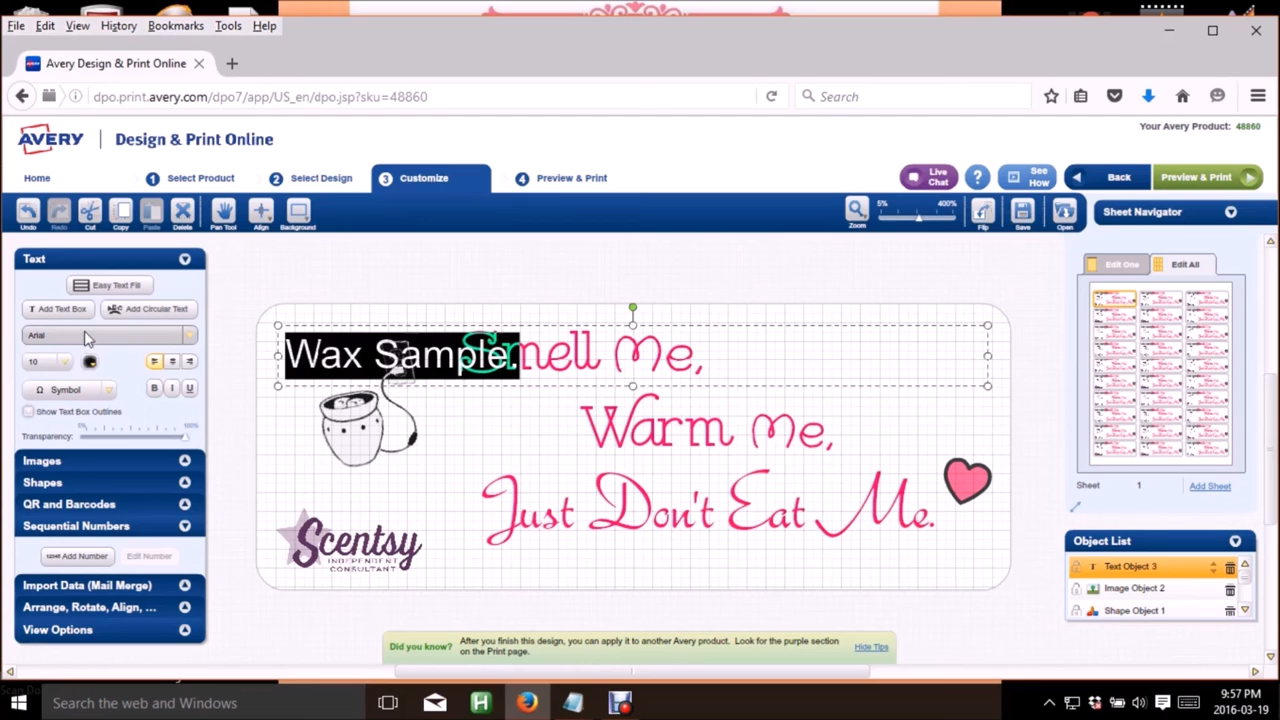 File Edit View History Bookmarks Tools Help
Avery Design & Print Online
dpo.print.avery.com/dpo7/app/US_en/dpo.jsp?sku=48860
Search
AVERY
Design & Print Online
Your Avery Product: 48860
Home
1 Select Product
2 Select Design
3 Customize
4 Preview & Print
Live Chat
?
See How
Back
Preview & Print
Undo
Redo
Cut
Copy
Paste
Delete
Pan Tool
Align
Background
Zoom
5%
400%
Flip
Save
Open
Sheet Navigator
Text
Easy Text Fill
T Add Text Box
ABC Add Circular Text
Arial
10
Ω Symbol
B I U
Show Text Box Outlines
Transparency:
0%
100%
Images
Shapes
QR and Barcodes
Sequential Numbers
Add Number
Edit Number
Import Data (Mail Merge)
Arrange, Rotate, Align, ...
View Options
Wax Sample.
Smell Me,
Warm Me,
Just Don't Eat Me.
Scentsy
INDEPENDENT
CONSULTANT
Did you know?
After you finish this design, you can apply it to another Avery product. Look for the purple section
on the Print page.
Hide Tips
Edit One
Edit All
Sheet 1 Add Sheet
Object List
T Text Object 3
Image Object 2
Shape Object 1
Search the web and Windows
9:57 PM
2016-03-19